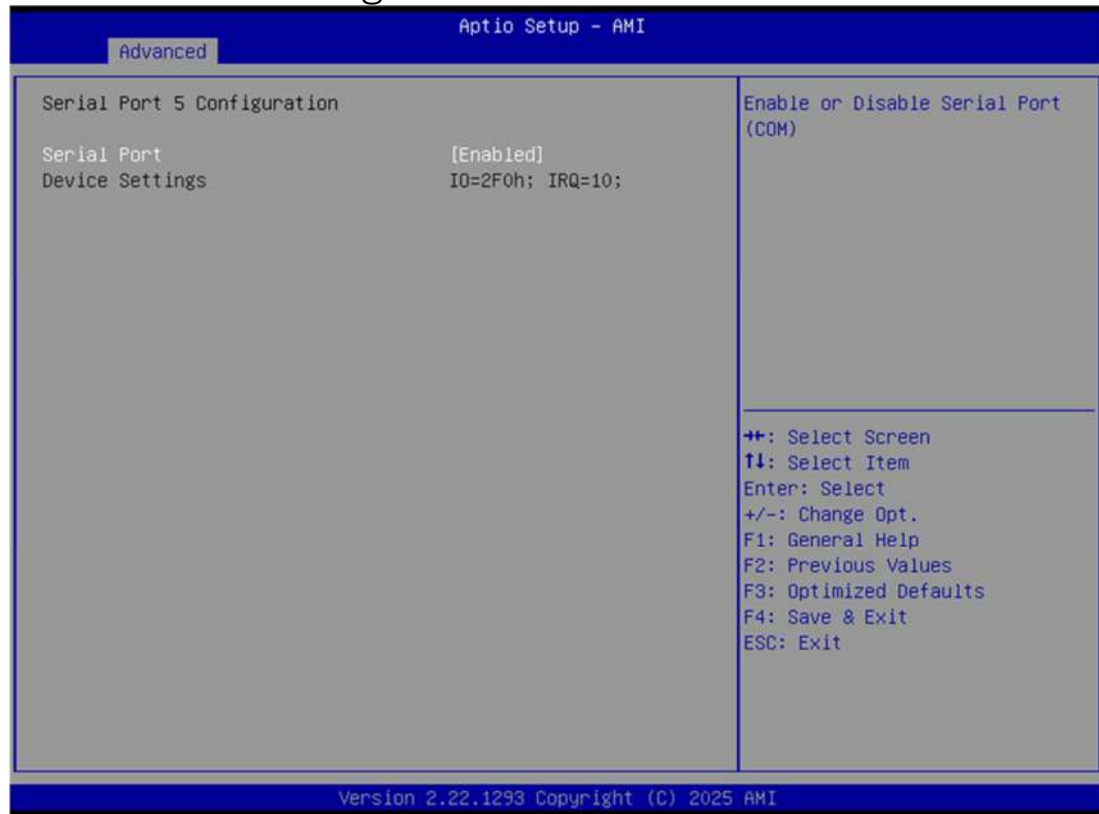 Aptio Setup – AMI
Advanced
Serial Port 5 Configuration
Serial Port [Enabled]
Device Settings IO=2F0h; IRQ=10;
Enable or Disable Serial Port
(COM)
→←: Select Screen
↑↓: Select Item
Enter: Select
+/-: Change Opt.
F1: General Help
F2: Previous Values
F3: Optimized Defaults
F4: Save & Exit
ESC: Exit
Version 2.22.1293 Copyright (C) 2025 AMI